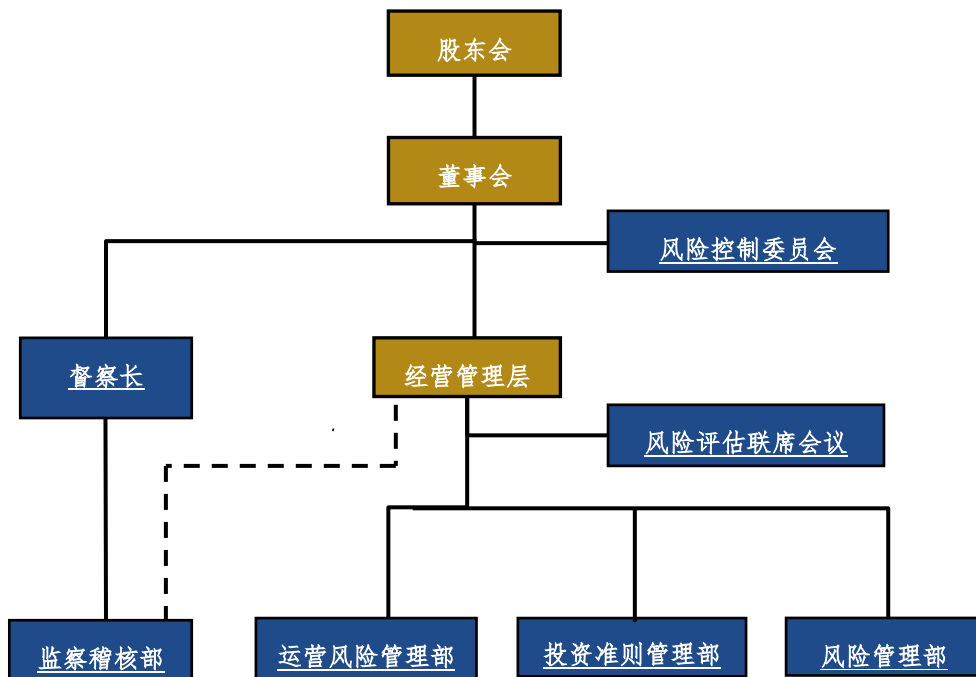 股东会
董事会
风险控制委员会
督察长
经营管理层
风险评估联席会议
监察稽核部
运营风险管理部
投资准则管理部
风险管理部